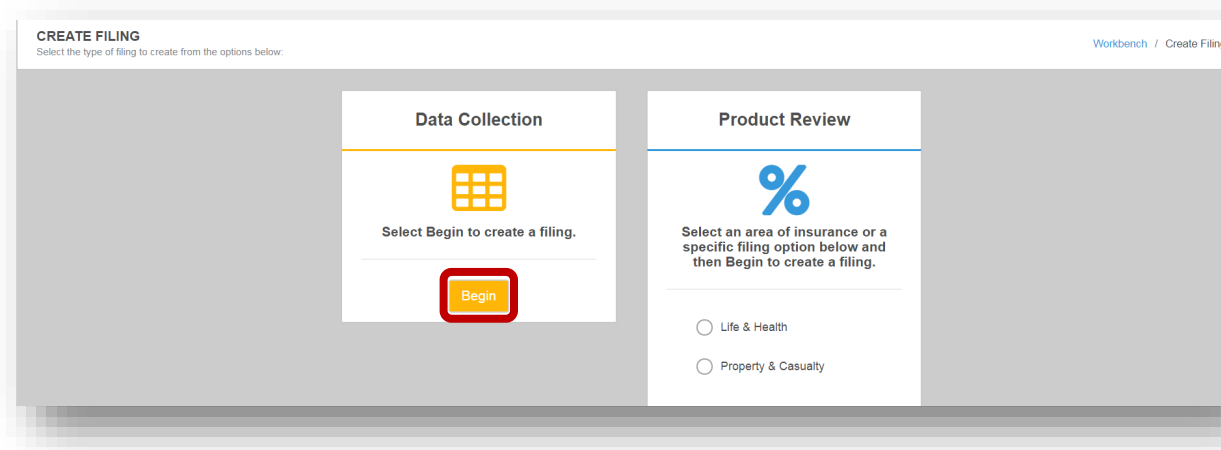 CREATE FILING
Select the type of filing to create from the options below:
Workbench / Create Filing
Data Collection
Select Begin to create a filing.
Begin
Product Review
%
Select an area of insurance or a
specific filing option below and
then Begin to create a filing.
Life & Health
Property & Casualty